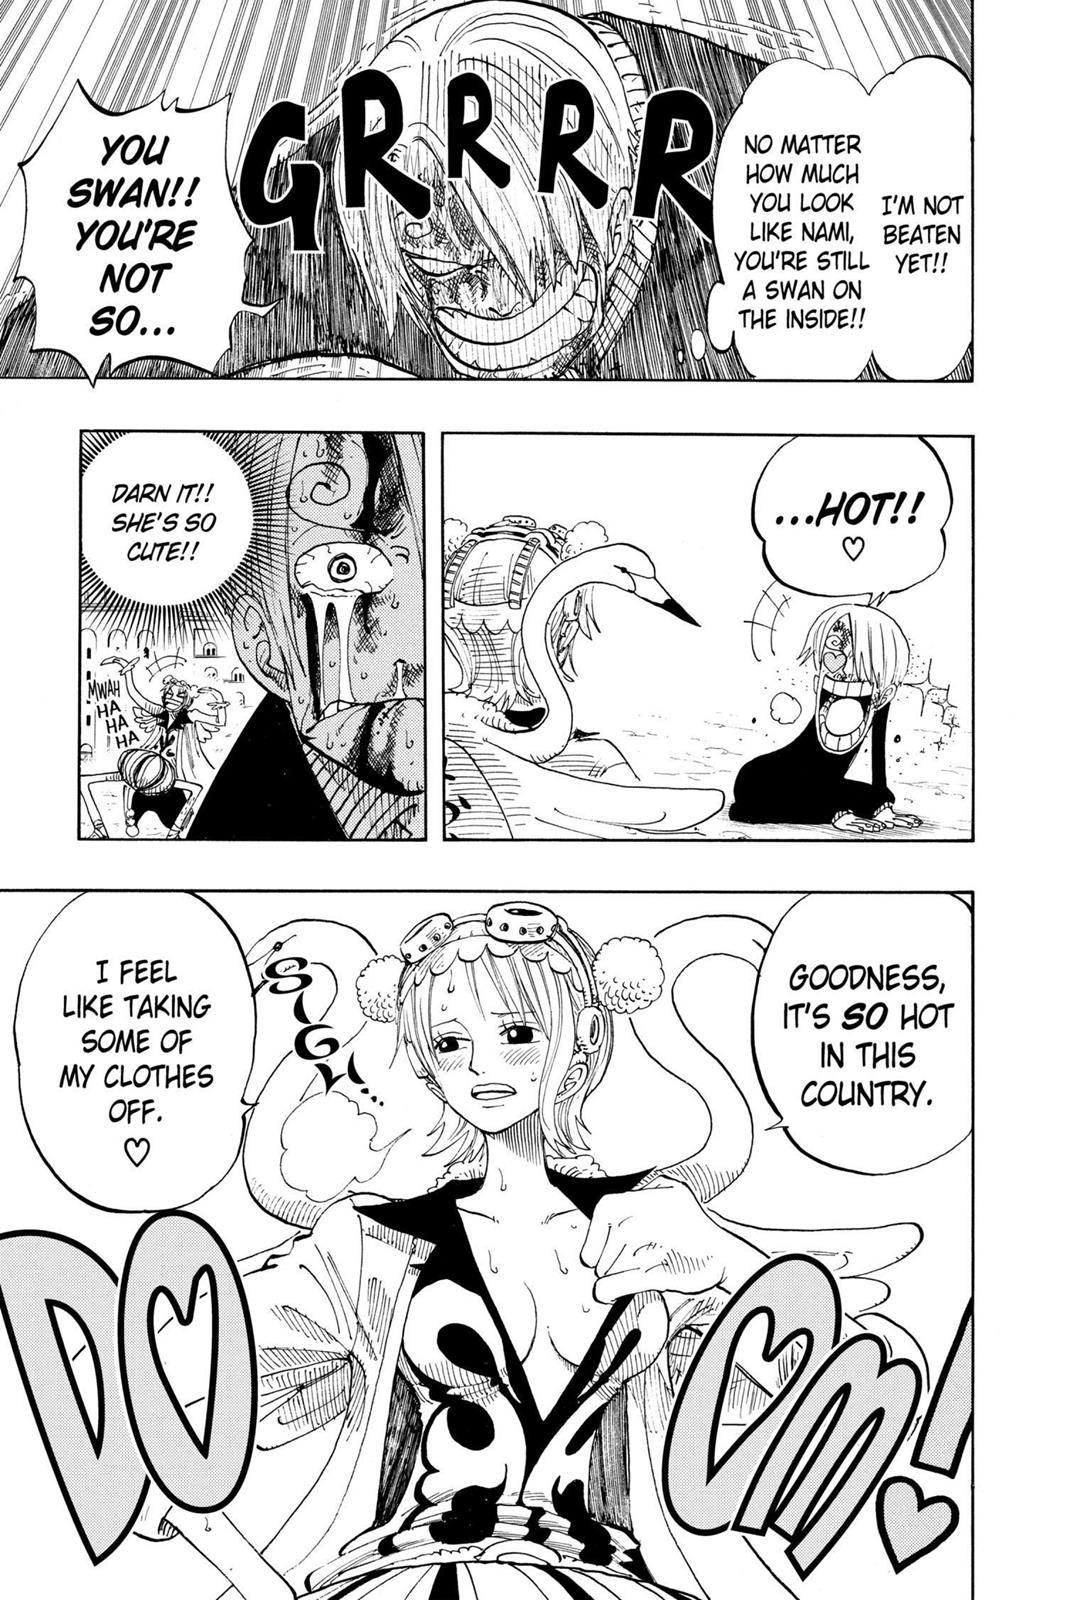 I'M NOT
BEATEN
YET!!
NO MATTER
HOW MUCH
YOU LOOK
LIKE NAMI,
YOU'RE STILL
A SWAN ON
THE INSIDE!!
GRRRR
YOU
SWAN!!
YOU'RE
NOT
SO...
...HOT!!
♡
DARN IT!!
SHE'S SO
CUTE!!
MWAH
HA
HA
HA
GOODNESS,
IT'S SO HOT
IN THIS
COUNTRY.
SIGH...
I FEEL
LIKE TAKING
SOME OF
MY CLOTHES
OFF.
♡
DOOM!♡